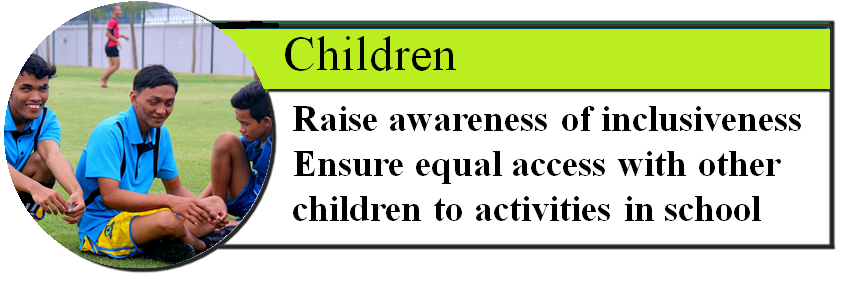 Children
Raise awareness of inclusiveness
Ensure equal access with other
children to activities in school